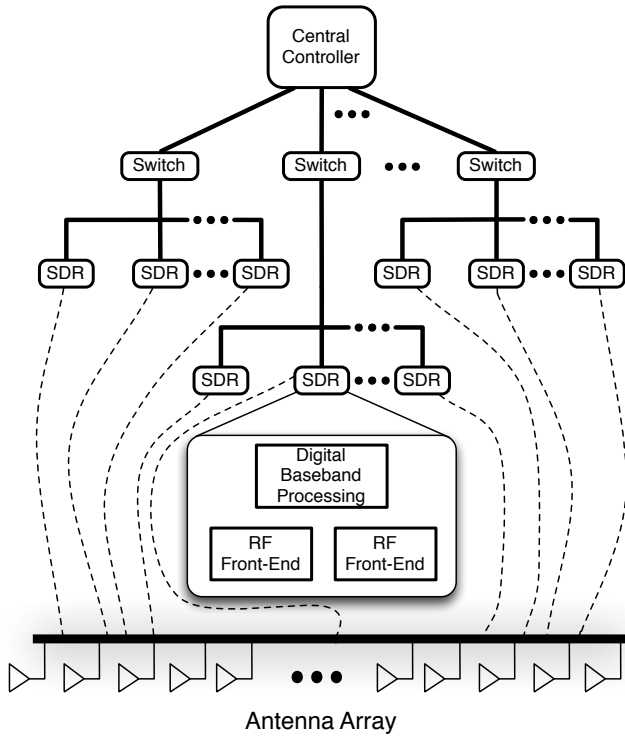 Central
Controller
Switch
Switch
Switch
SDR
SDR
SDR
SDR
SDR
SDR
SDR
SDR
SDR
Digital
Baseband
Processing
RF
Front-End
RF
Front-End
Antenna Array